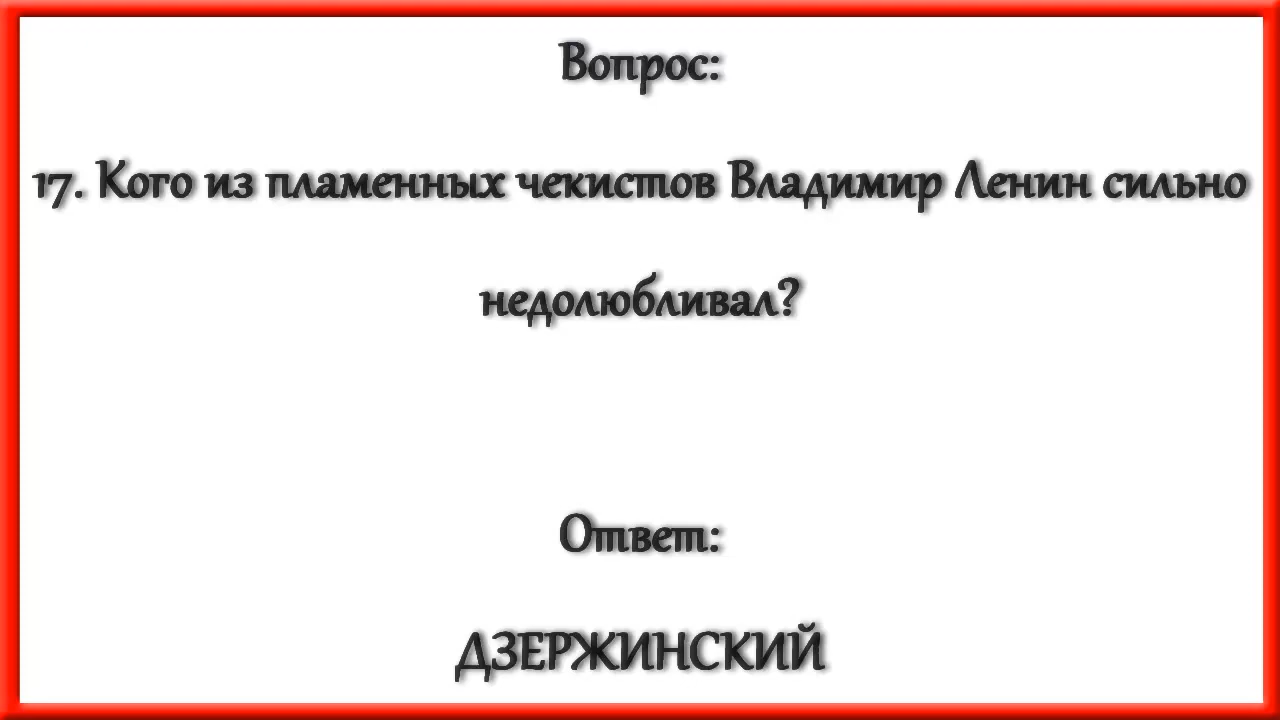 Вопрос:
17. Кого из пламенных чекистов Владимир Ленин сильно
недолюбливал?
Ответ:
ДЗЕРЖИНСКИЙ